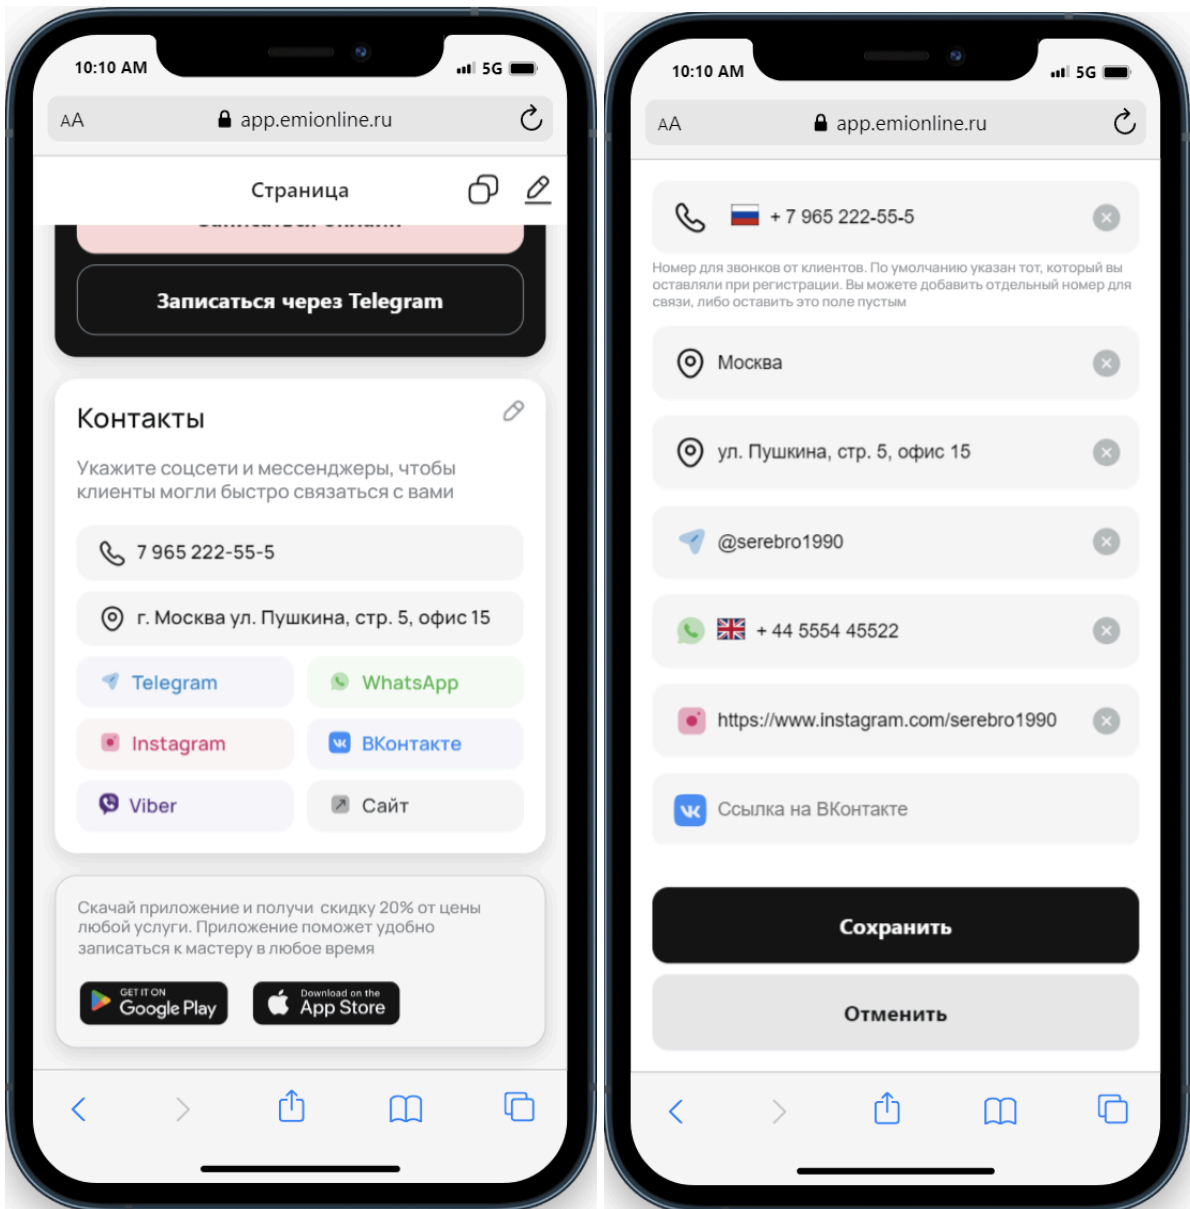 10:10 AM
5G
AA
app.emionline.ru
Страница
Записаться онлайн
Записаться через Telegram
Контакты
Укажите соцсети и мессенджеры, чтобы
клиенты могли быстро связаться с вами
7 965 222-55-5
г. Москва ул. Пушкина, стр. 5, офис 15
Telegram
WhatsApp
Instagram
ВКонтакте
Viber
Сайт
Скачай приложение и получи скидку 20% от цены
любой услуги. Приложение поможет удобно
записаться к мастеру в любое время
GET IT ON
Google Play
Download on the
App Store
10:10 AM
5G
AA
app.emionline.ru
+ 7 965 222-55-5
Номер для звонков от клиентов. По умолчанию указан тот, который вы
оставляли при регистрации. Вы можете добавить отдельный номер для
связи, либо оставить это поле пустым
Москва
ул. Пушкина, стр. 5, офис 15
@serebro1990
+ 44 5554 45522
https://www.instagram.com/serebro1990
Ссылка на ВКонтакте
Сохранить
Отменить